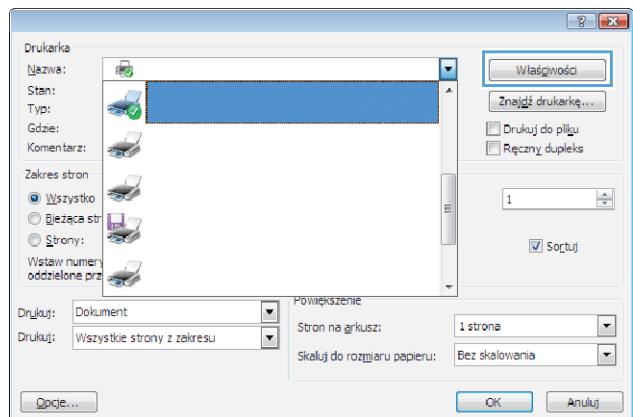 Drukarka
Nazwa:
Właściwości
Stan:
Typ:
Znajdź drukarkę...
Gdzie:
Drukuj do pliku
Komentarz:
Ręczny dupleks
Zakres stron
Wszystko
1
Bieżąca str
Strony:
Sortuj
Wstaw numery
oddzielone prz
Powiększenie
Drukuj:
Dokument
Stron na arkusz:
1 strona
Drukuj:
Wszystkie strony z zakresu
Skaluj do rozmiaru papieru:
Bez skalowania
Opcje...
OK
Anuluj